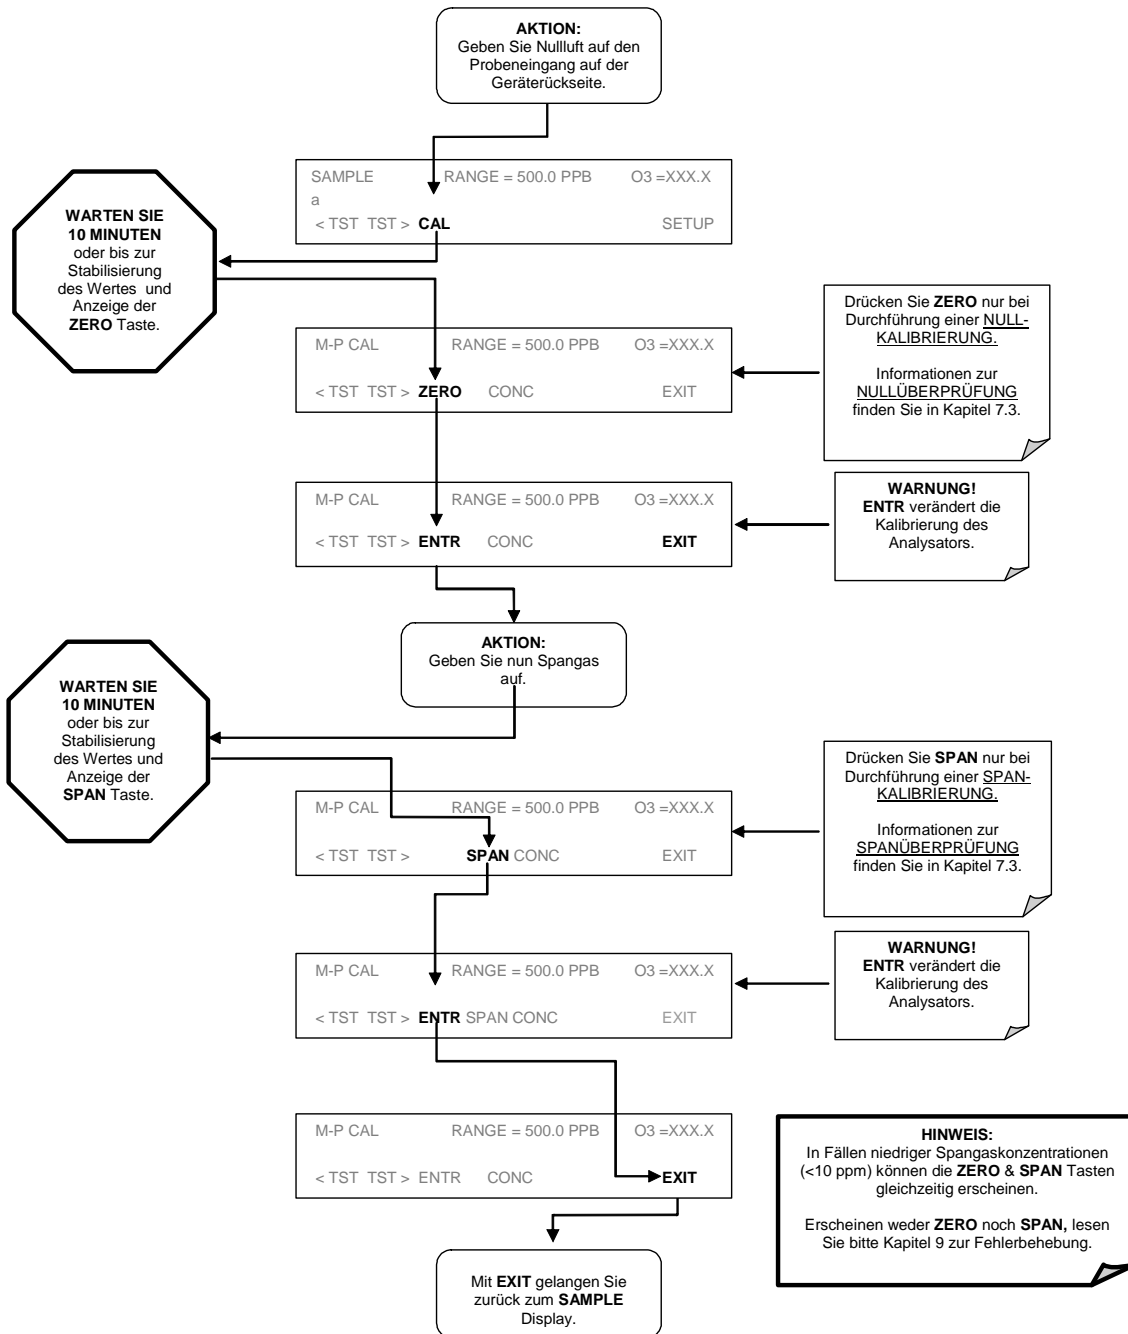 AKTION:
Geben Sie Nullluft auf den
Probeneingang auf der
Geräterückseite.
SAMPLE RANGE = 500.0 PPB O3 =XXX.X
a
< TST TST > CAL SETUP
WARTEN SIE
10 MINUTEN
oder bis zur
Stabilisierung
des Wertes und
Anzeige der
ZERO Taste.
M-P CAL RANGE = 500.0 PPB O3 =XXX.X
< TST TST > ZERO CONC EXIT
Drücken Sie ZERO nur bei
Durchführung einer NULL-
KALIBRIERUNG.
Informationen zur
NULLÜBERPRÜFUNG
finden Sie in Kapitel 7.3.
M-P CAL RANGE = 500.0 PPB O3 =XXX.X
< TST TST > ENTR CONC EXIT
WARNUNG!
ENTR verändert die
Kalibrierung des
Analysators.
AKTION:
Geben Sie nun Spangas
auf.
WARTEN SIE
10 MINUTEN
oder bis zur
Stabilisierung
des Wertes und
Anzeige der
SPAN Taste.
M-P CAL RANGE = 500.0 PPB O3 =XXX.X
< TST TST > SPAN CONC EXIT
Drücken Sie SPAN nur bei
Durchführung einer SPAN-
KALIBRIERUNG.
Informationen zur
SPANÜBERPRÜFUNG
finden Sie in Kapitel 7.3.
M-P CAL RANGE = 500.0 PPB O3 =XXX.X
< TST TST > ENTR SPAN CONC EXIT
WARNUNG!
ENTR verändert die
Kalibrierung des
Analysators.
M-P CAL RANGE = 500.0 PPB O3 =XXX.X
< TST TST > ENTR CONC EXIT
HINWEIS:
In Fällen niedriger Spangaskonzentrationen
(<10 ppm) können die ZERO & SPAN Tasten
gleichzeitig erscheinen.
Erscheinen weder ZERO noch SPAN, lesen
Sie bitte Kapitel 9 zur Fehlerbehebung.
Mit EXIT gelangen Sie
zurück zum SAMPLE
Display.